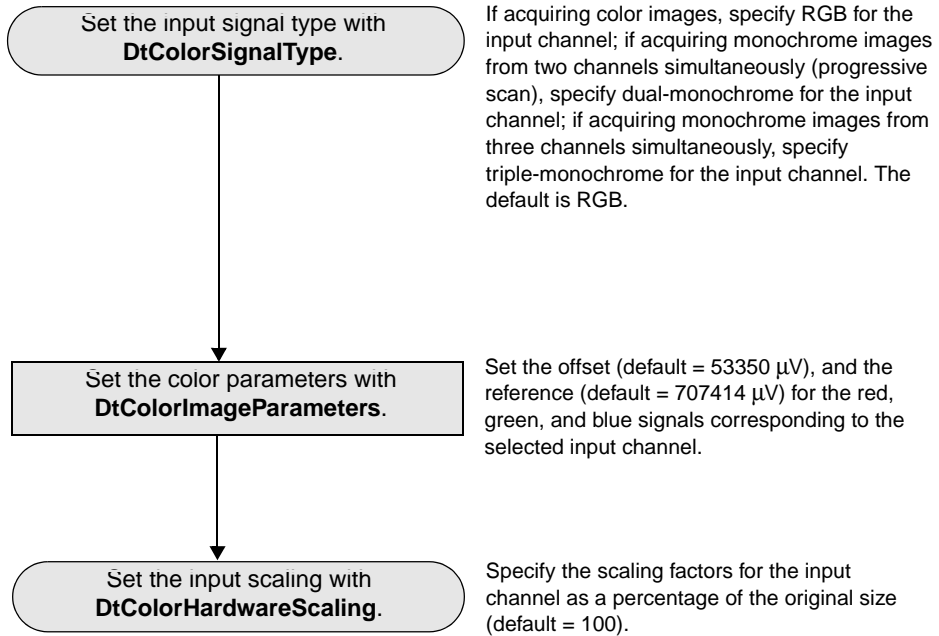 Set the input signal type with
DtColorSignalType.
If acquiring color images, specify RGB for the
input channel; if acquiring monochrome images
from two channels simultaneously (progressive
scan), specify dual-monochrome for the input
channel; if acquiring monochrome images from
three channels simultaneously, specify
triple-monochrome for the input channel. The
default is RGB.
Set the color parameters with
DtColorImageParameters.
Set the offset (default = 53350 µV), and the
reference (default = 707414 µV) for the red,
green, and blue signals corresponding to the
selected input channel.
Set the input scaling with
DtColorHardwareScaling.
Specify the scaling factors for the input
channel as a percentage of the original size
(default = 100).